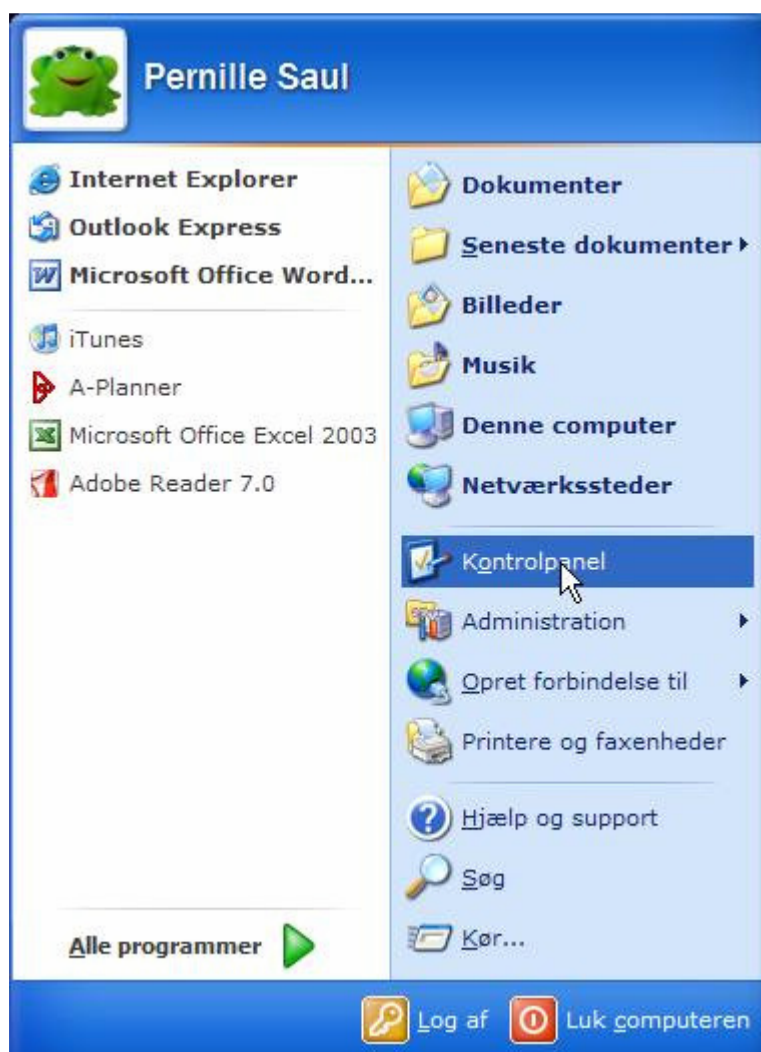 Pernille Saul
Internet Explorer
Outlook Express
Microsoft Office Word...
iTunes
A-Planner
Microsoft Office Excel 2003
Adobe Reader 7.0
Alle programmer
Dokumenter
Seneste dokumenter
Billeder
Musik
Denne computer
Netværkssteder
Kontrolpanel
Administration
Opret forbindelse til
Printere og faxenheder
Hjælp og support
Søg
Kør...
Log af
Luk computeren